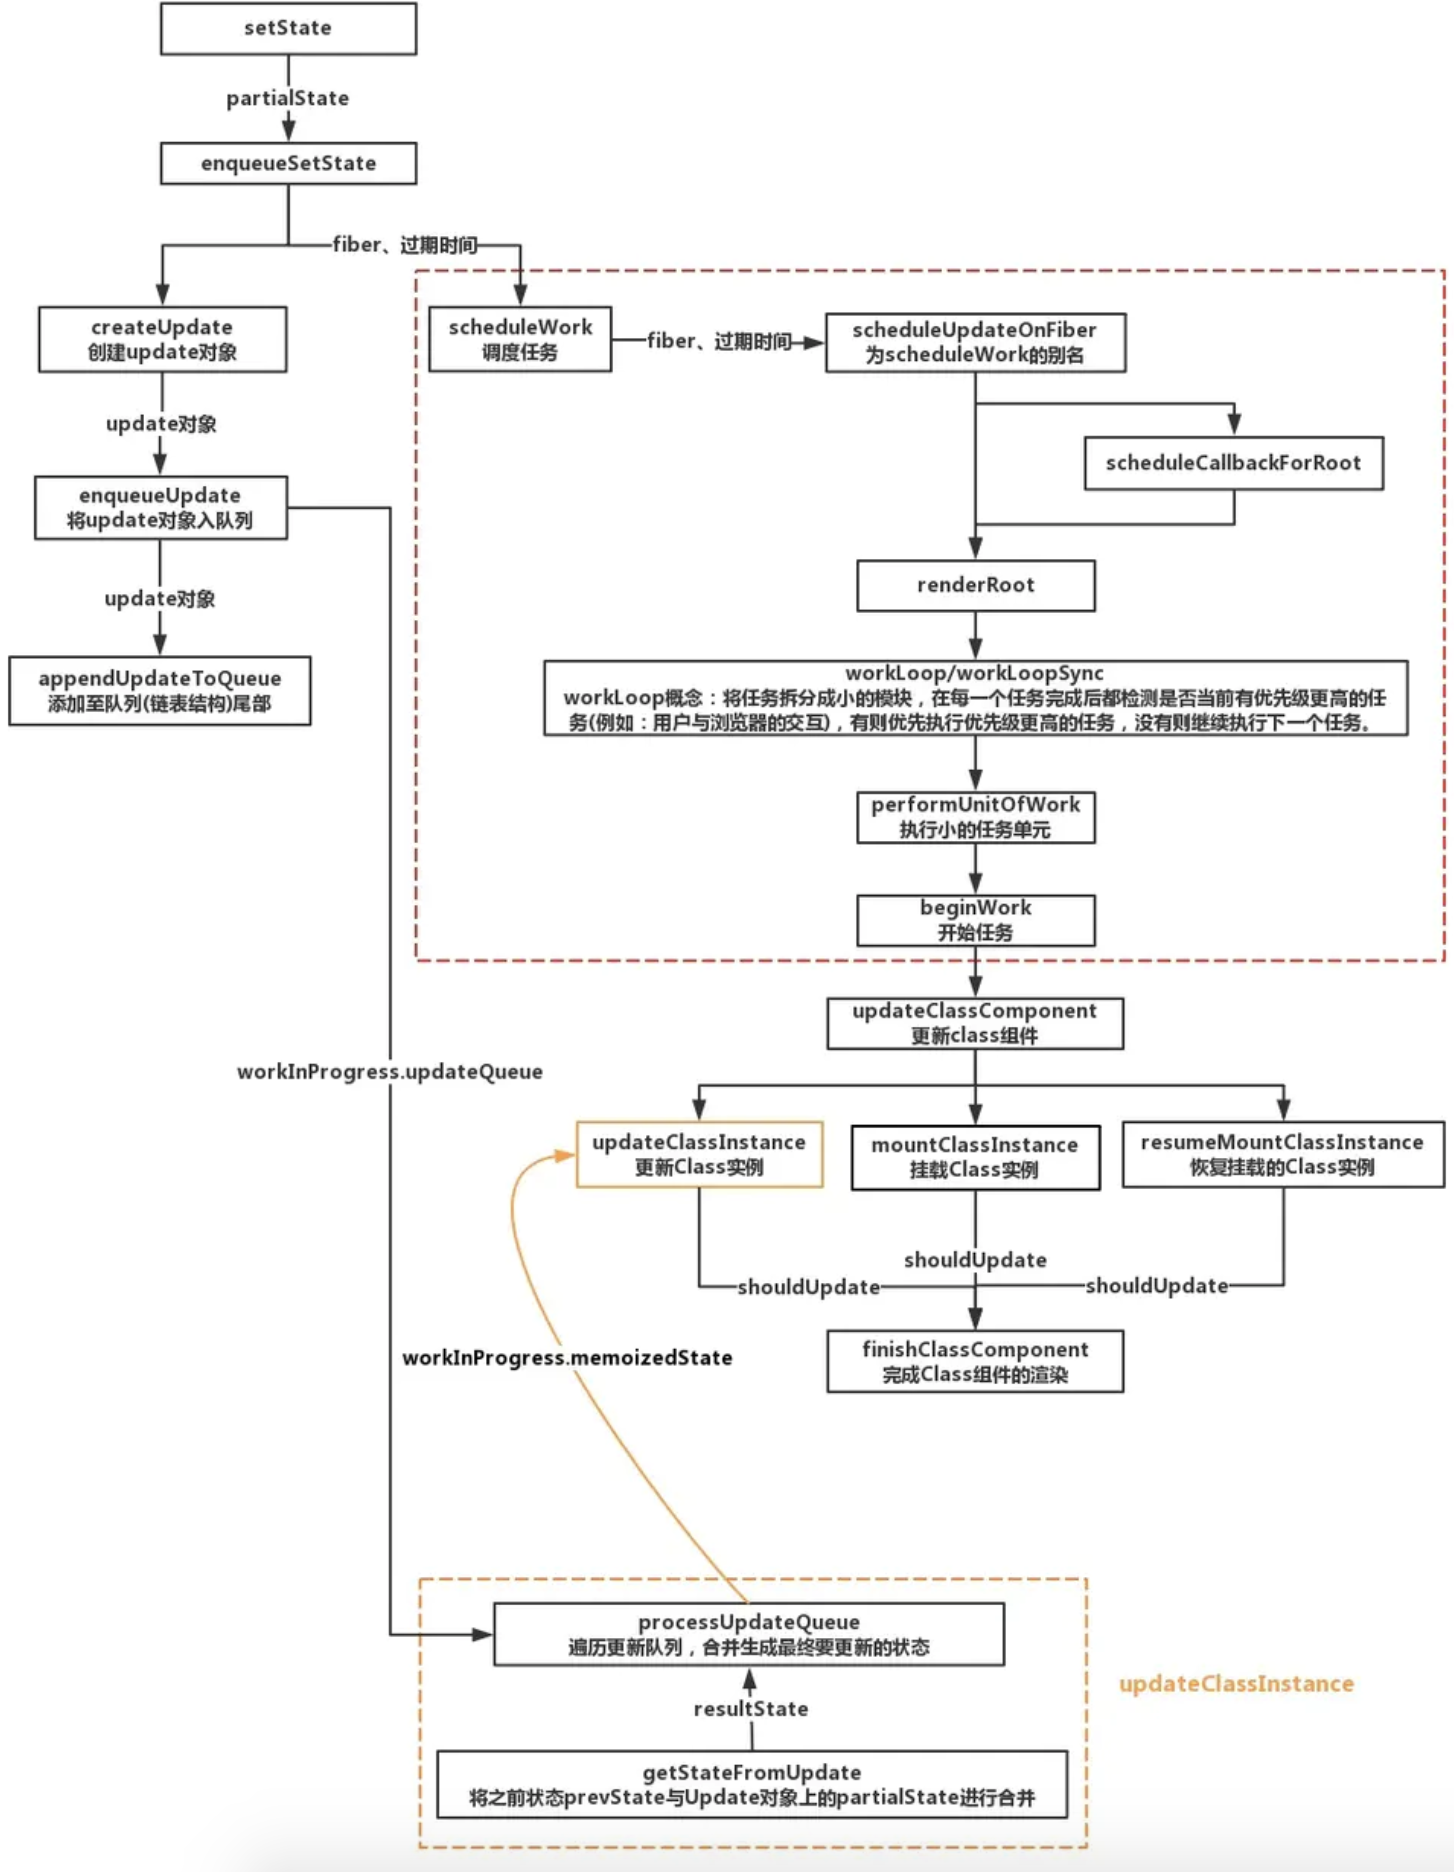 setState
partialState
enqueueSetState
fiber、过期时间
createUpdate
创建update对象
scheduleWork
调度任务
fiber、过期时间
scheduleUpdateOnFiber
为scheduleWork的别名
update对象
scheduleCallbackForRoot
enqueueUpdate
将update对象入队列
update对象
renderRoot
appendUpdateToQueue
添加至队列(链表结构)尾部
workLoop/workLoopSync
workLoop概念：将任务拆分成小的模块，在每一个任务完成后都检测是否当前有优先级更高的任
务(例如：用户与浏览器的交互)，有则优先执行优先级更高的任务，没有则继续执行下一个任务。
performUnitOfWork
执行小的任务单元
beginWork
开始任务
updateClassComponent
更新class组件
workInProgress.updateQueue
updateClassInstance
更新Class实例
mountClassInstance
挂载Class实例
resumeMountClassInstance
恢复挂载的Class实例
shouldUpdate
shouldUpdate
shouldUpdate
finishClassComponent
完成Class组件的渲染
workInProgress.memoizedState
processUpdateQueue
遍历更新队列，合并生成最终要更新的状态
updateClassInstance
resultState
getStateFromUpdate
将之前状态prevState与Update对象上的partialState进行合并